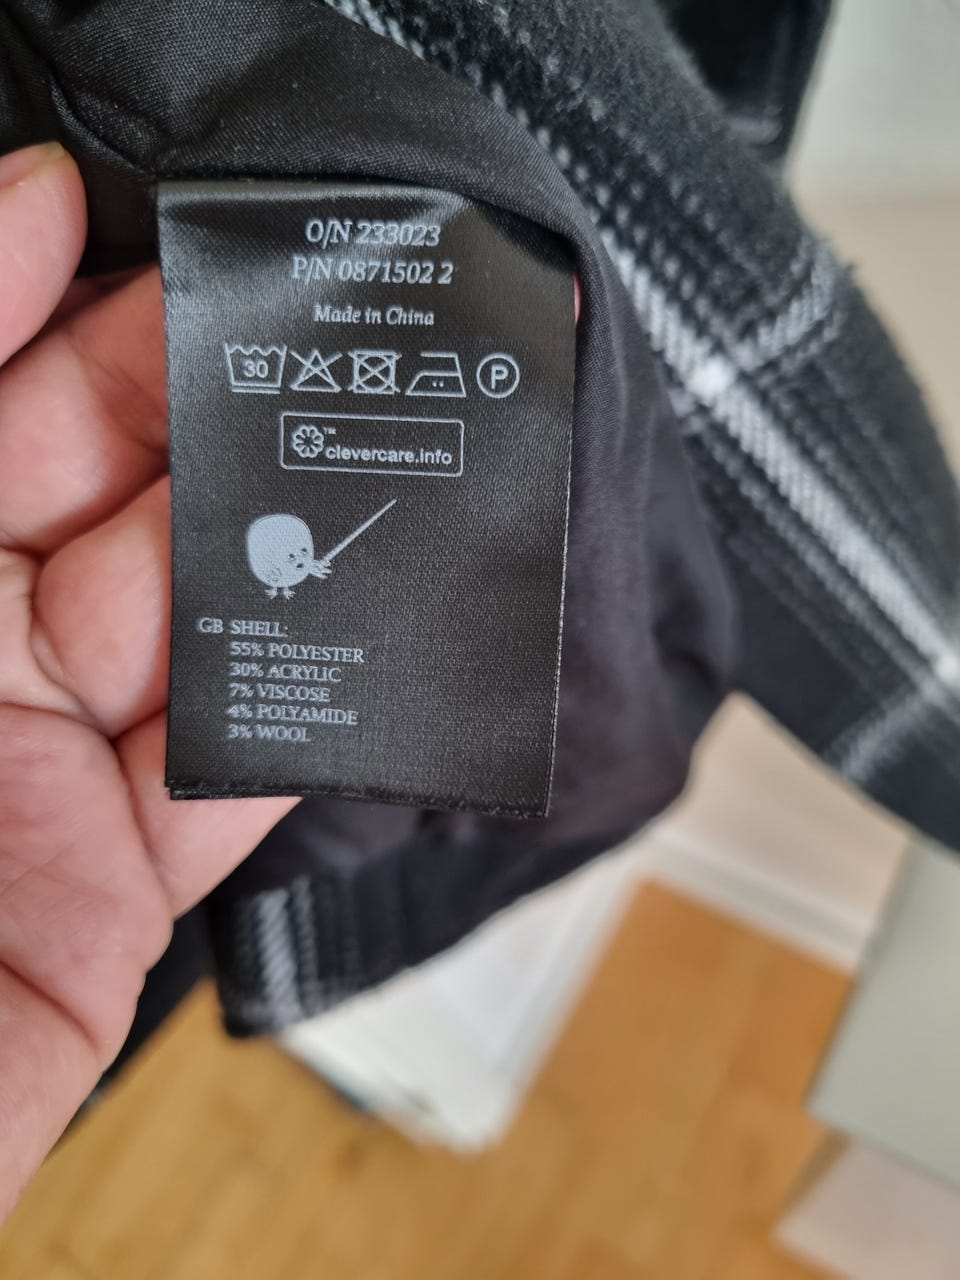 O/N 233023
P/N 0871502 2
Made in China
30 P
™ clevercare.info
GB SHELL:
55% POLYESTER
30% ACRYLIC
7% VISCOSE
4% POLYAMIDE
3% WOOL